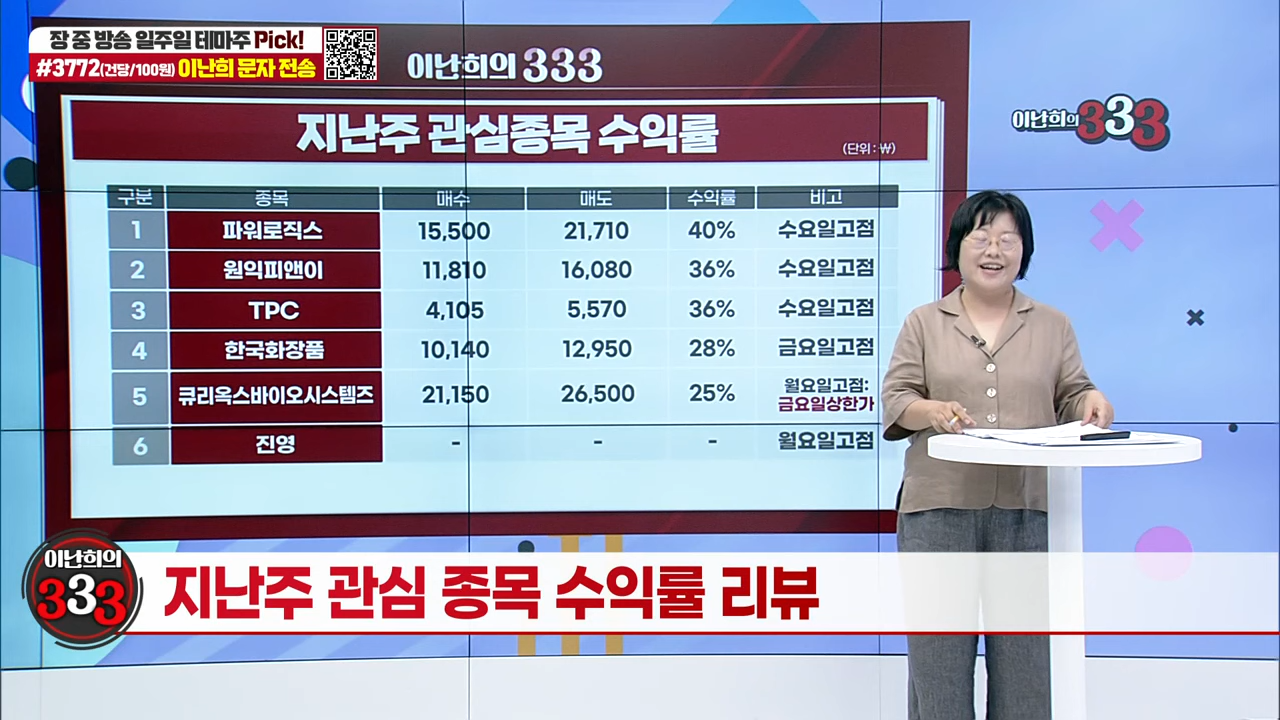 장 중 방송 일주일 테마주 Pick!
#3772(건당/100원) 이난희 문자 전송
이난희의 333
지난주 관심종목 수익률
(단위 : ₩)
구분 종목 매수 매도 수익률 비고
1 파워로직스 15,500 21,710 40% 수요일고점
2 원익피앤이 11,810 16,080 36% 수요일고점
3 TPC 4,105 5,570 36% 수요일고점
4 한국화장품 10,140 12,950 28% 금요일고점
5 큐리옥스바이오시스템즈 21,150 26,500 25% 월요일고점:
금요일상한가
6 진영 - - - 월요일고점
이난희의 333
이난희의
333
지난주 관심 종목 수익률 리뷰